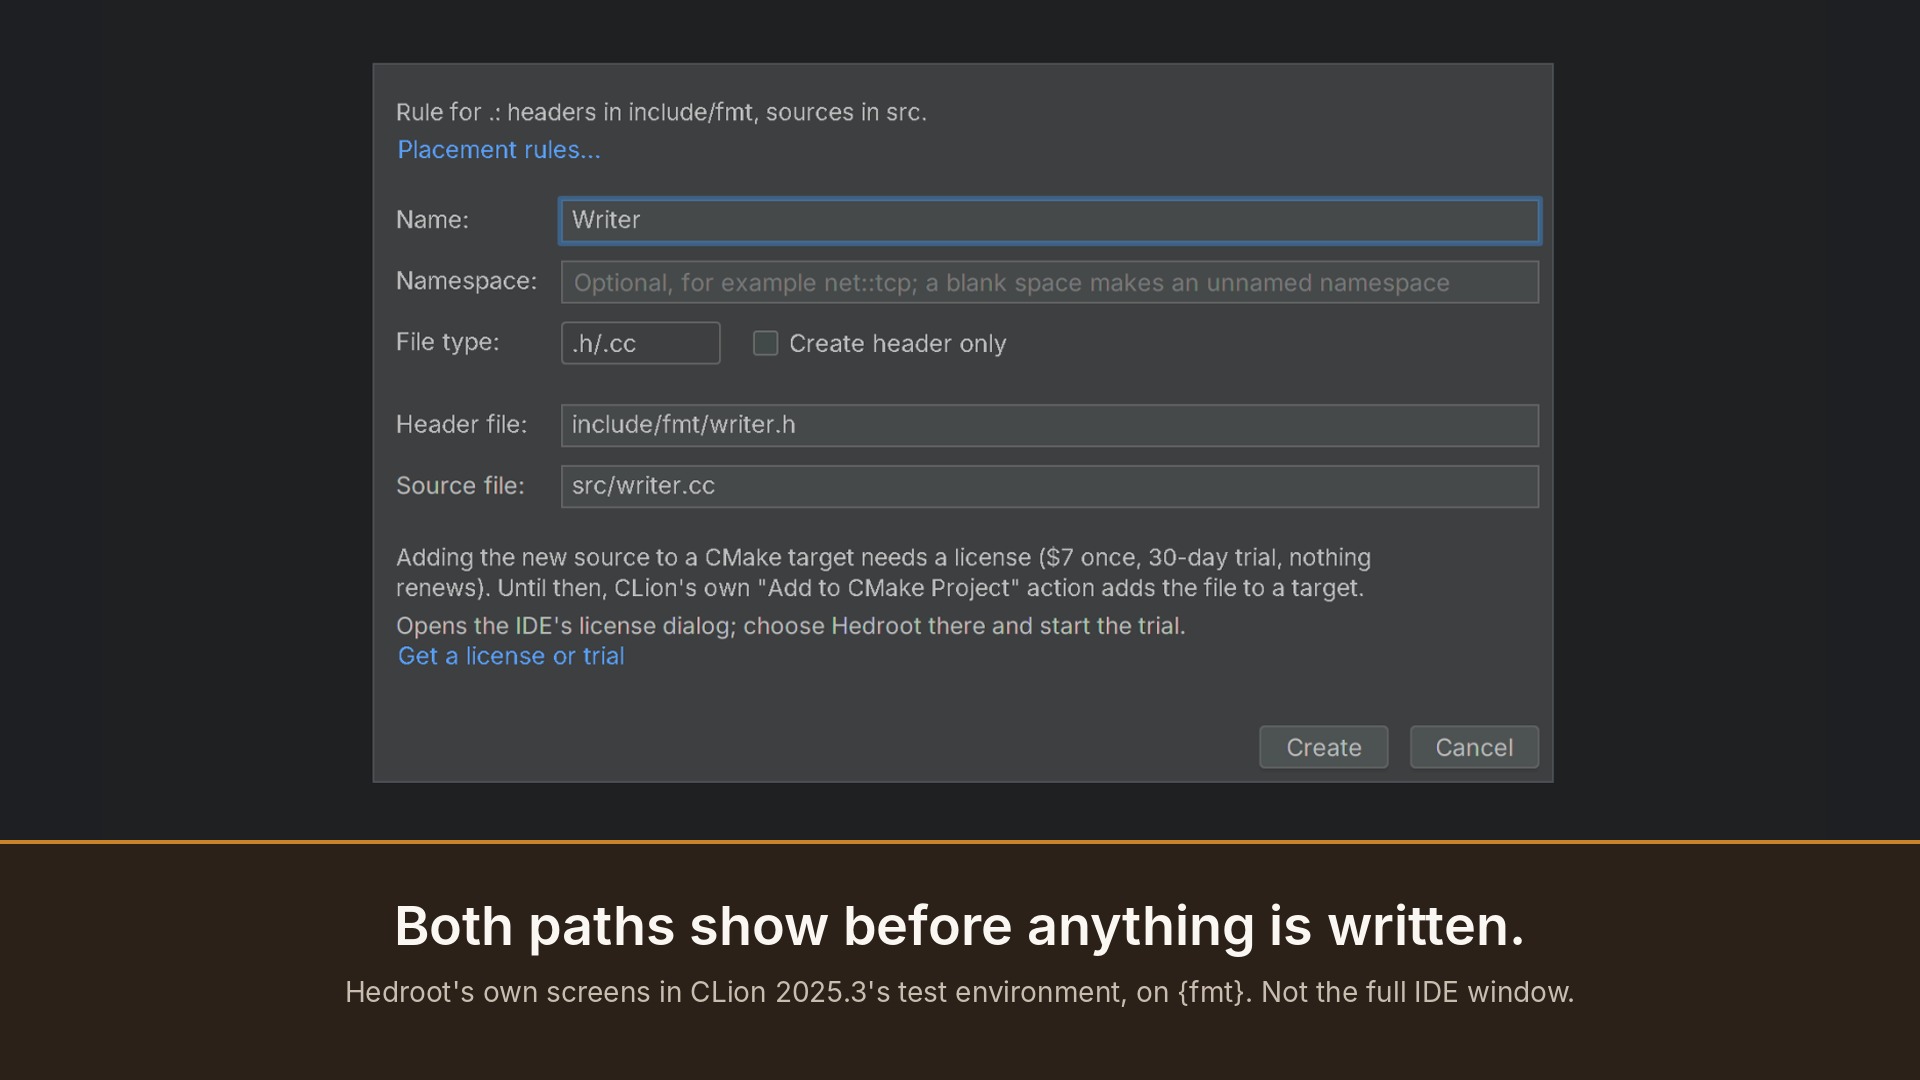 Rule for .: headers in include/fmt, sources in src.
Placement rules...
Name:
Writer
Namespace:
Optional, for example net::tcp; a blank space makes an unnamed namespace
File type:
.h/.cc
Create header only
Header file:
include/fmt/writer.h
Source file:
src/writer.cc
Adding the new source to a CMake target needs a license ($7 once, 30-day trial, nothing
renews). Until then, CLion's own "Add to CMake Project" action adds the file to a target.
Opens the IDE's license dialog; choose Hedroot there and start the trial.
Get a license or trial
Create
Cancel
Both paths show before anything is written.
Hedroot's own screens in CLion 2025.3's test environment, on {fmt}. Not the full IDE window.